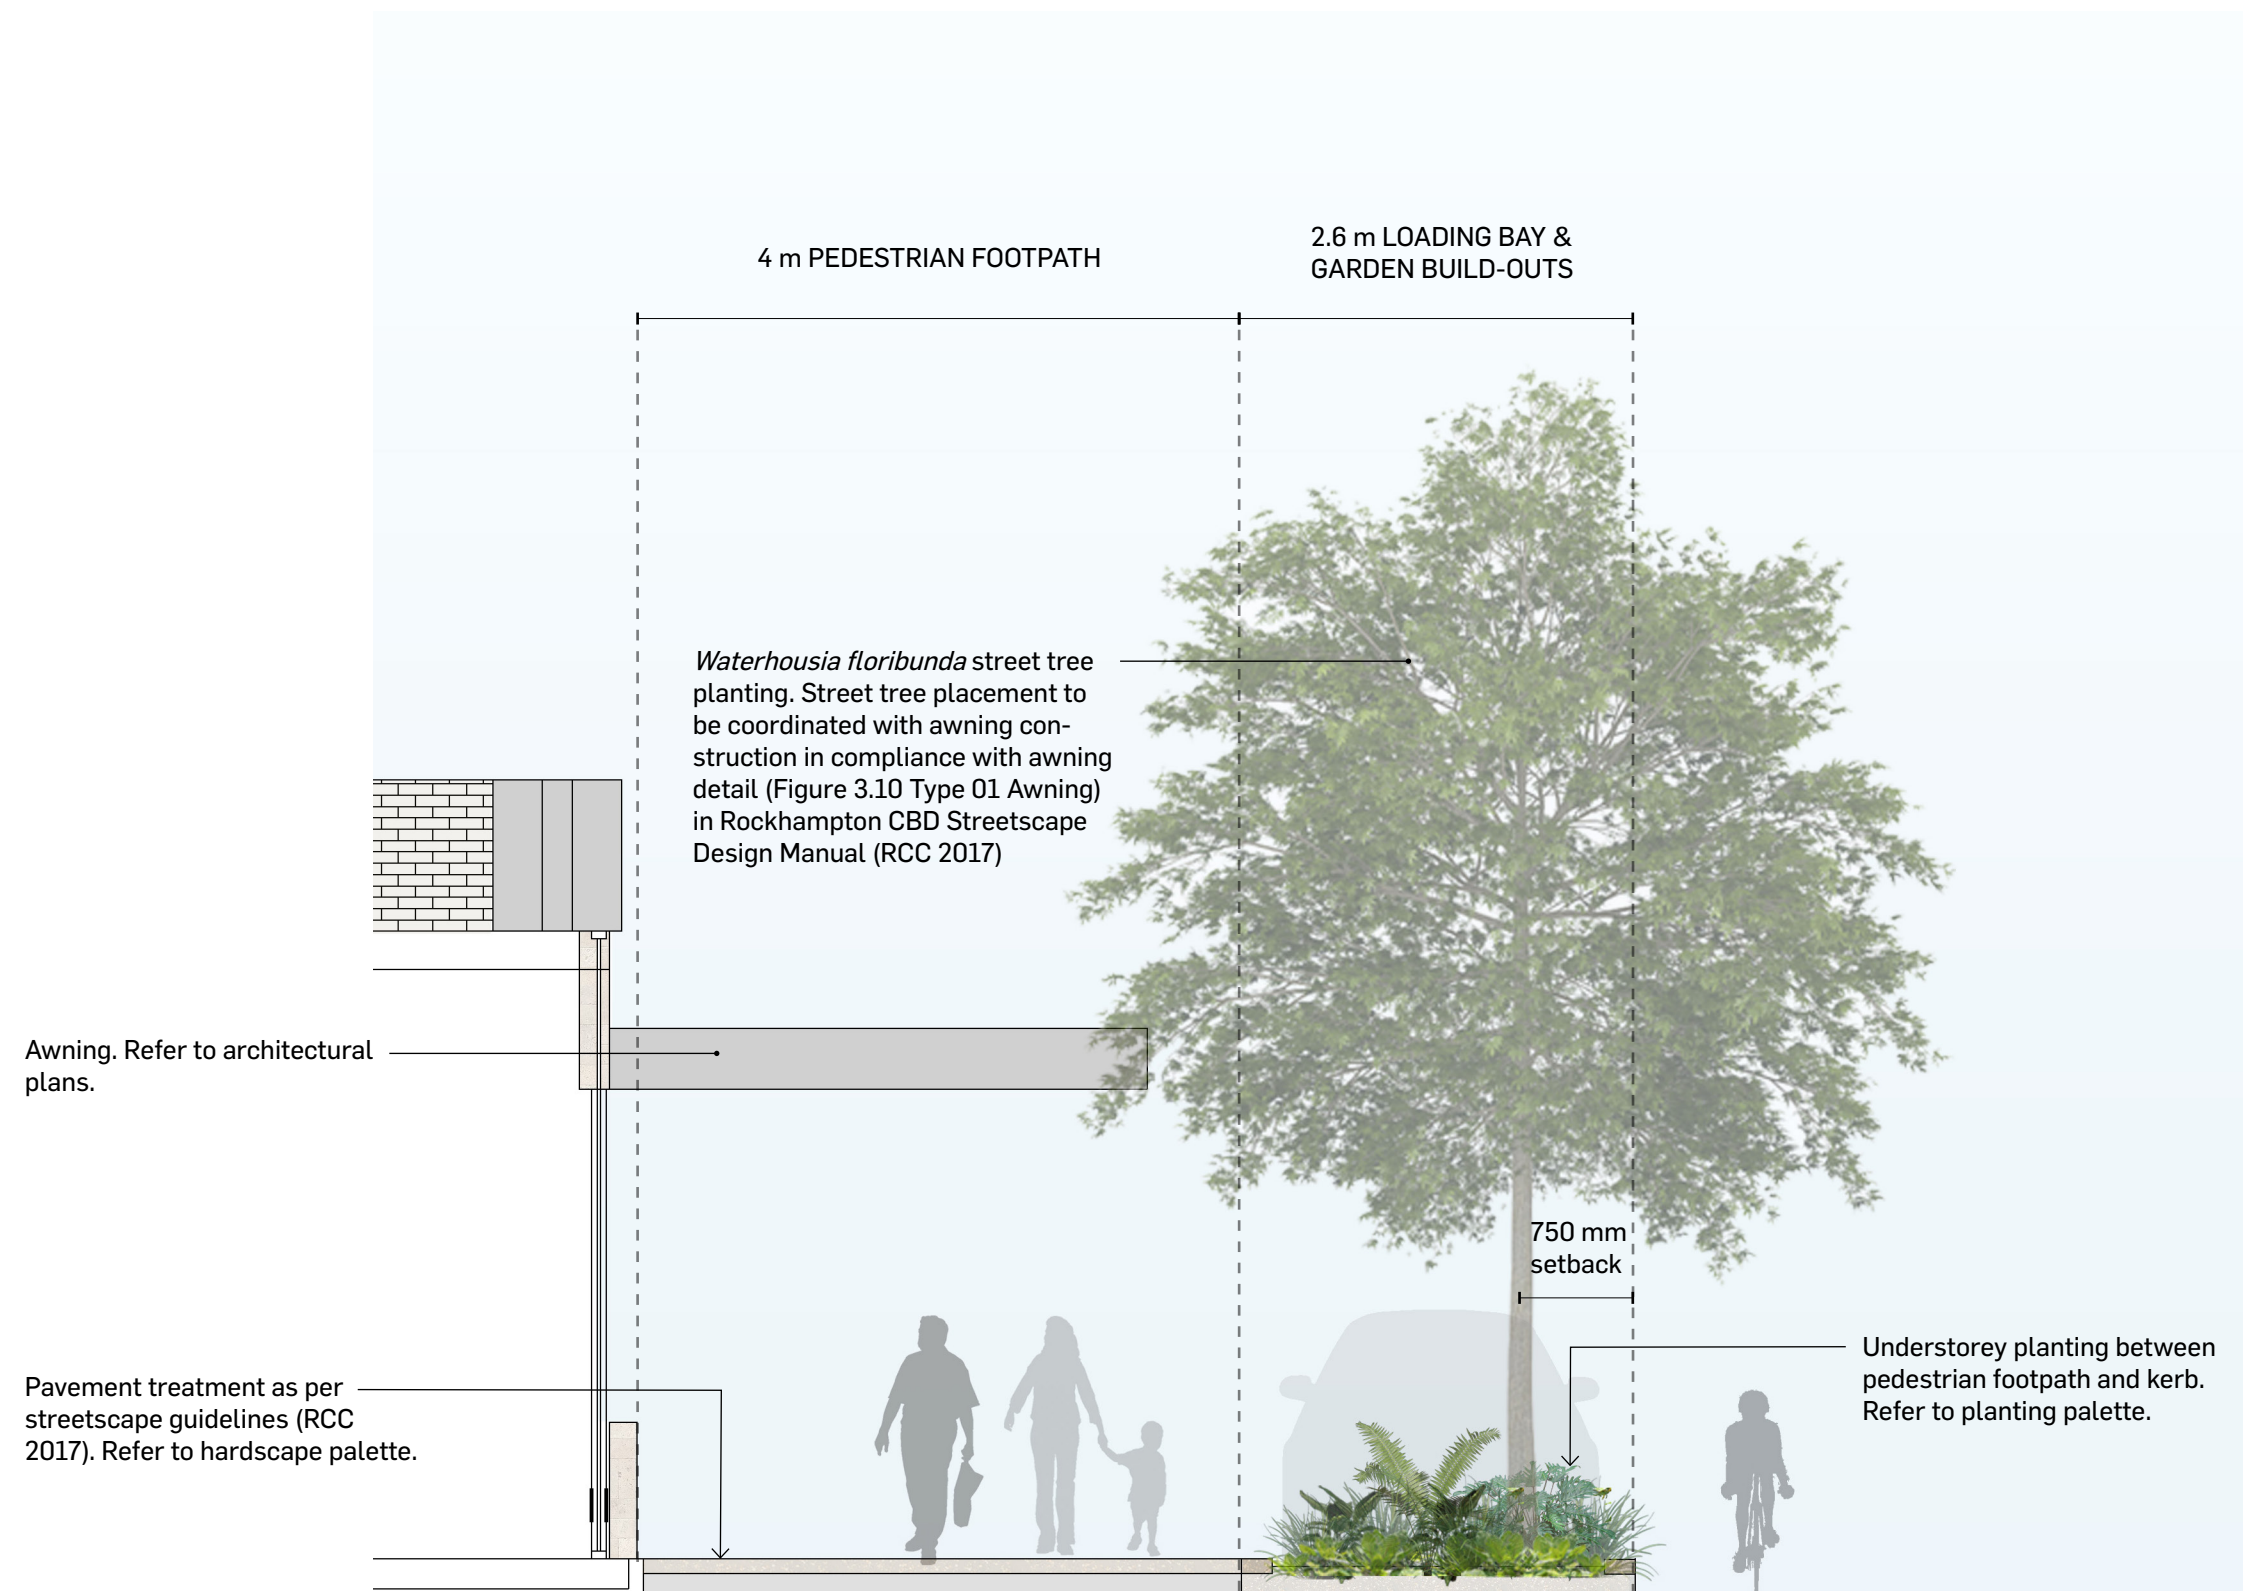 4 m PEDESTRIAN FOOTPATH
2.6 m LOADING BAY &
GARDEN BUILD-OUTS
Waterhousia floribunda street tree
planting. Street tree placement to
be coordinated with awning con-
struction in compliance with awning
detail (Figure 3.10 Type 01 Awning)
in Rockhampton CBD Streetscape
Design Manual (RCC 2017)
Awning. Refer to architectural
plans.
750 mm
setback
Understorey planting between
pedestrian footpath and kerb.
Refer to planting palette.
Pavement treatment as per
streetscape guidelines (RCC
2017). Refer to hardscape palette.